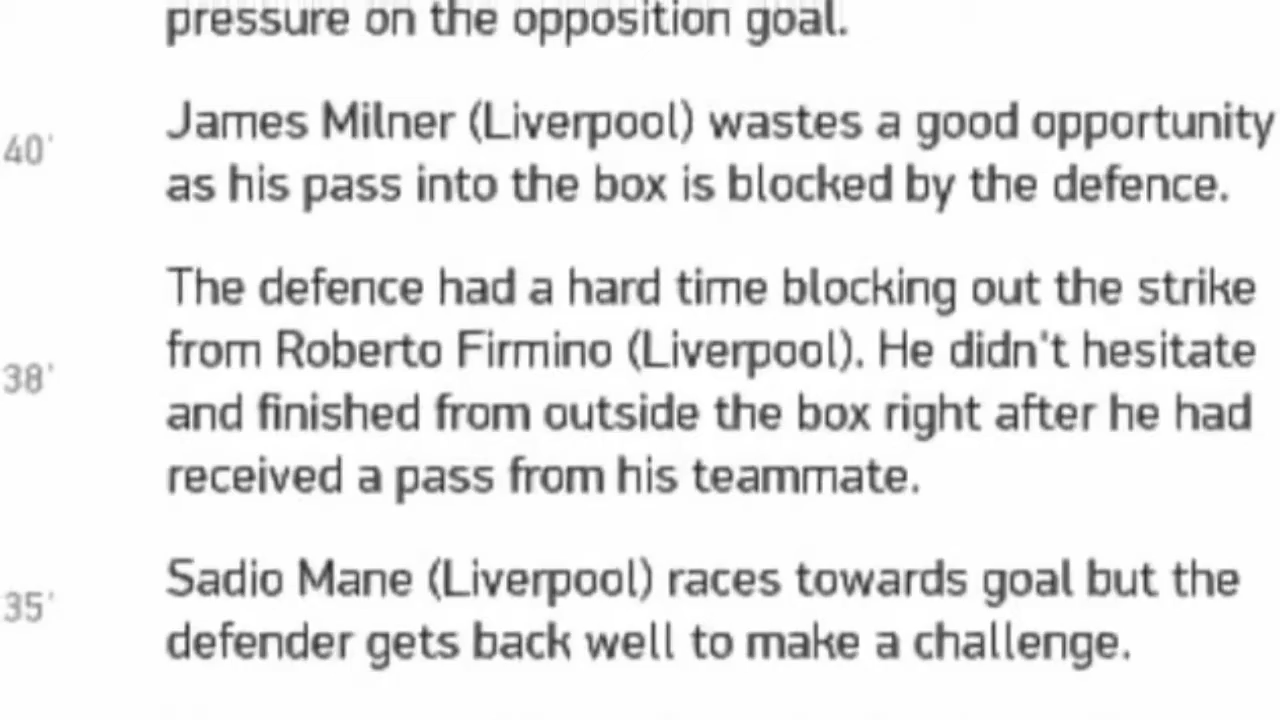 pressure on the opposition goal.
40'
James Milner (Liverpool) wastes a good opportunity
as his pass into the box is blocked by the defence.
38'
The defence had a hard time blocking out the strike
from Roberto Firmino (Liverpool). He didn't hesitate
and finished from outside the box right after he had
received a pass from his teammate.
35'
Sadio Mane (Liverpool) races towards goal but the
defender gets back well to make a challenge.